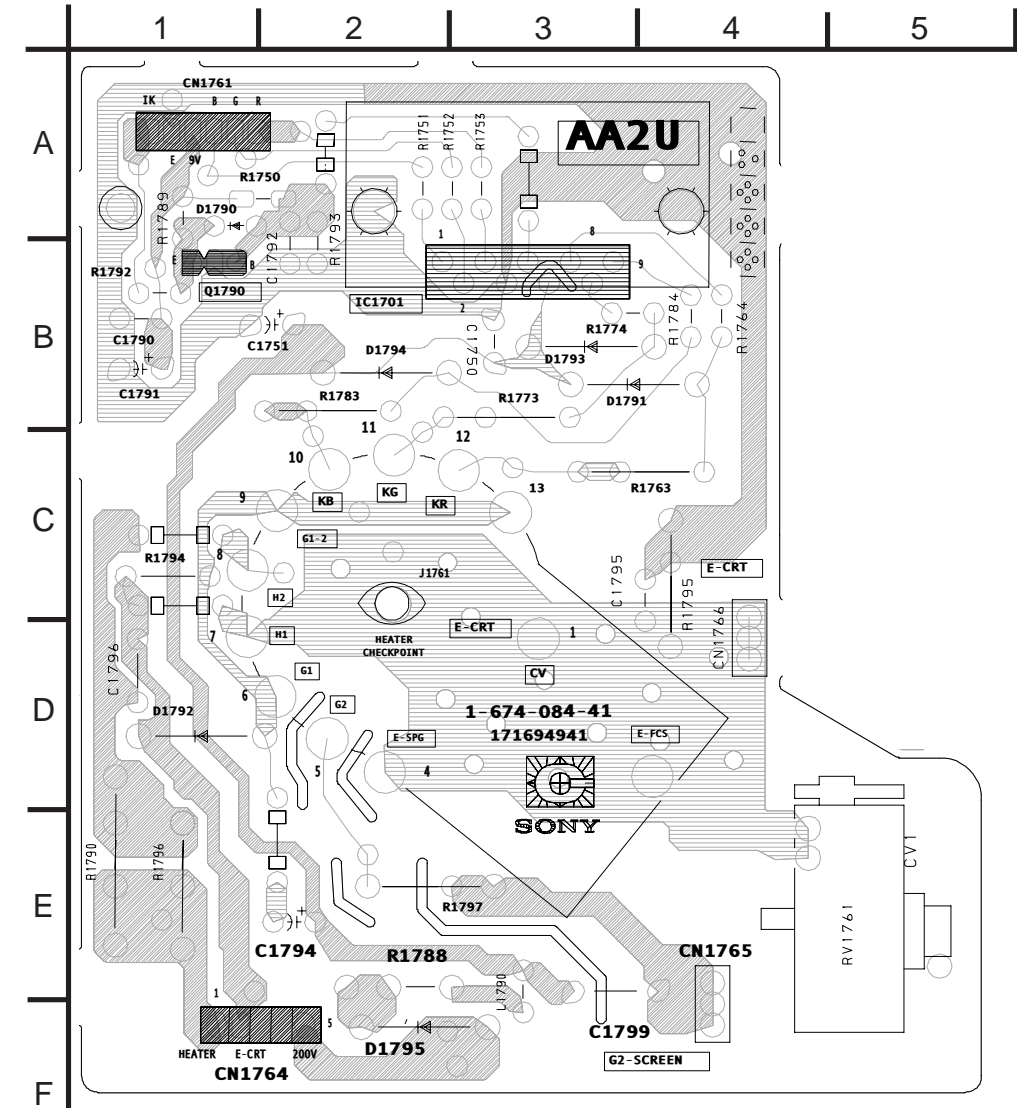 1 2 3 4 5
CN1761
IK B G R
A
AA2U
R1751
R1752
R1753
E 9V
R1750
R1789
D1790
C1792
R1793
1
8
R1792
E
B
9
Q1790
IC1701
2
R1784
R1764
B
C1790
C1751
C1750
R1774
D1794
D1793
C1791
R1783
R1773
D1791
11
12
10
13
R1763
C
9
KB
KG
KR
G1-2
8
R1794
J1761
C1795
E-CRT
H2
R1795
CN1766
E-CRT
1
7
H1
HEATER
CHECKPOINT
C1796
G1
CV
D
6
G2
D1792
1-674-084-41
171694941
E-SPG
E-FCS
5
4
SONY
R1790
R1796
CV1
E
R1797
RV1761
C1794
R1788
CN1765
L1790
1
5
C1799
D1795
HEATER E-CRT 200V
G2-SCREEN
CN1764
F